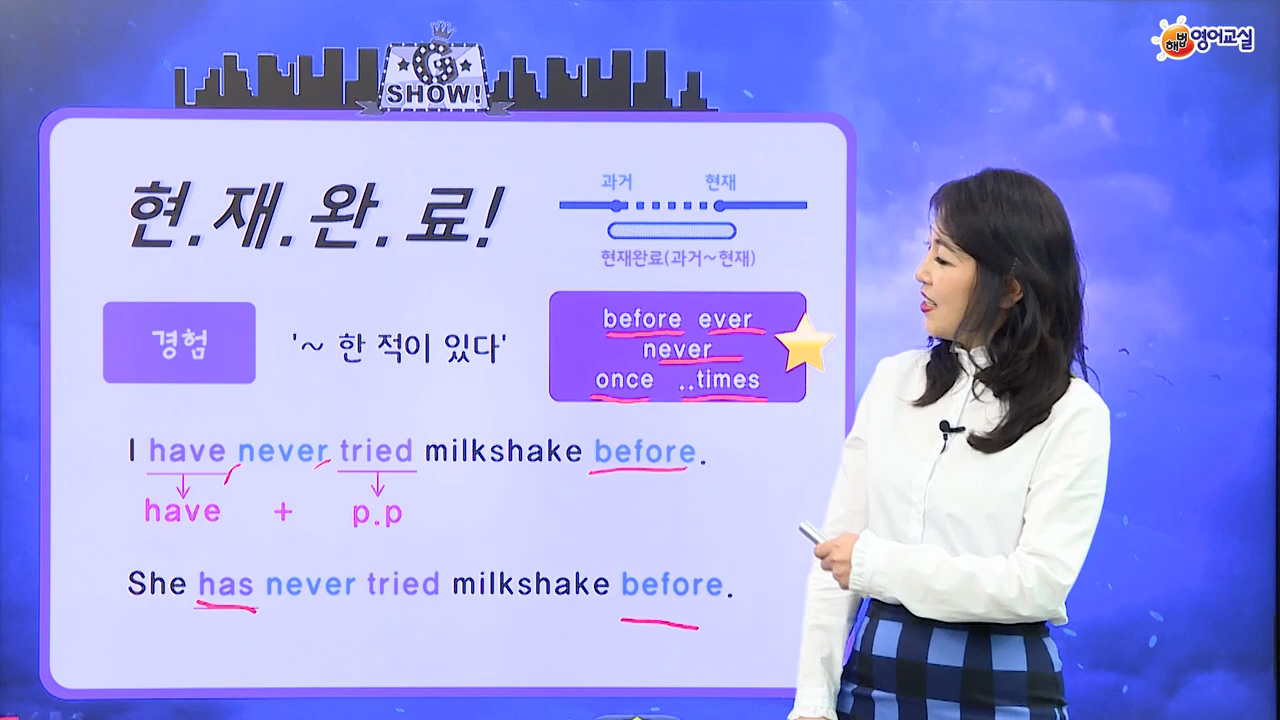 해법영어교실
G
SHOW!
현.재.완.료!
과거 현재
현재완료(과거~현재)
경험 '~ 한 적이 있다'
before ever
never
once ..times
I have never tried milkshake before.
have + p.p
She has never tried milkshake before.